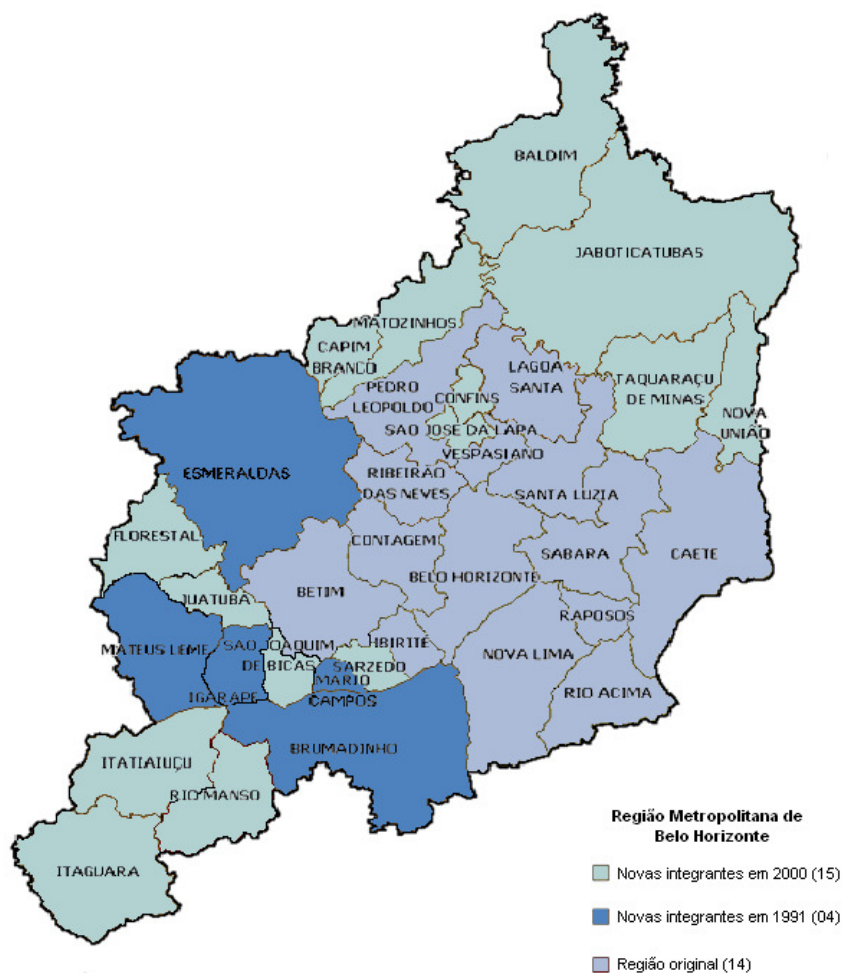 BALDIM
JABOTICATUBAS
MATOZINHOS
CAPIM
BRANCO
LAGOA
SANTA
PEDRO
LEOPOLDO
CONFINS
TAQUARAÇU
DE MINAS
NOVA
UNIÃO
SAO JOSE DA LAPA
VESPASIANO
ESMERALDAS
RIBEIRÃO
DAS NEVES
SANTA LUZIA
FLORESTAL
CONTAGEM
SABARA
CAETE
BELO HORIZONTE
BETIM
JUATUBA
RAPOSOS
MATEUS LEME
SAO JOAQUIM
DE BICAS
IBIRITE
NOVA LIMA
SARZEDO
MARIO
CAMPOS
IGARAPE
RIO ACIMA
BRUMADINHO
ITATIAIUÇU
RIO MANSO
ITAGUARA
Região Metropolitana de
Belo Horizonte
Novas integrantes em 2000 (15)
Novas integrantes em 1991 (04)
Região original (14)